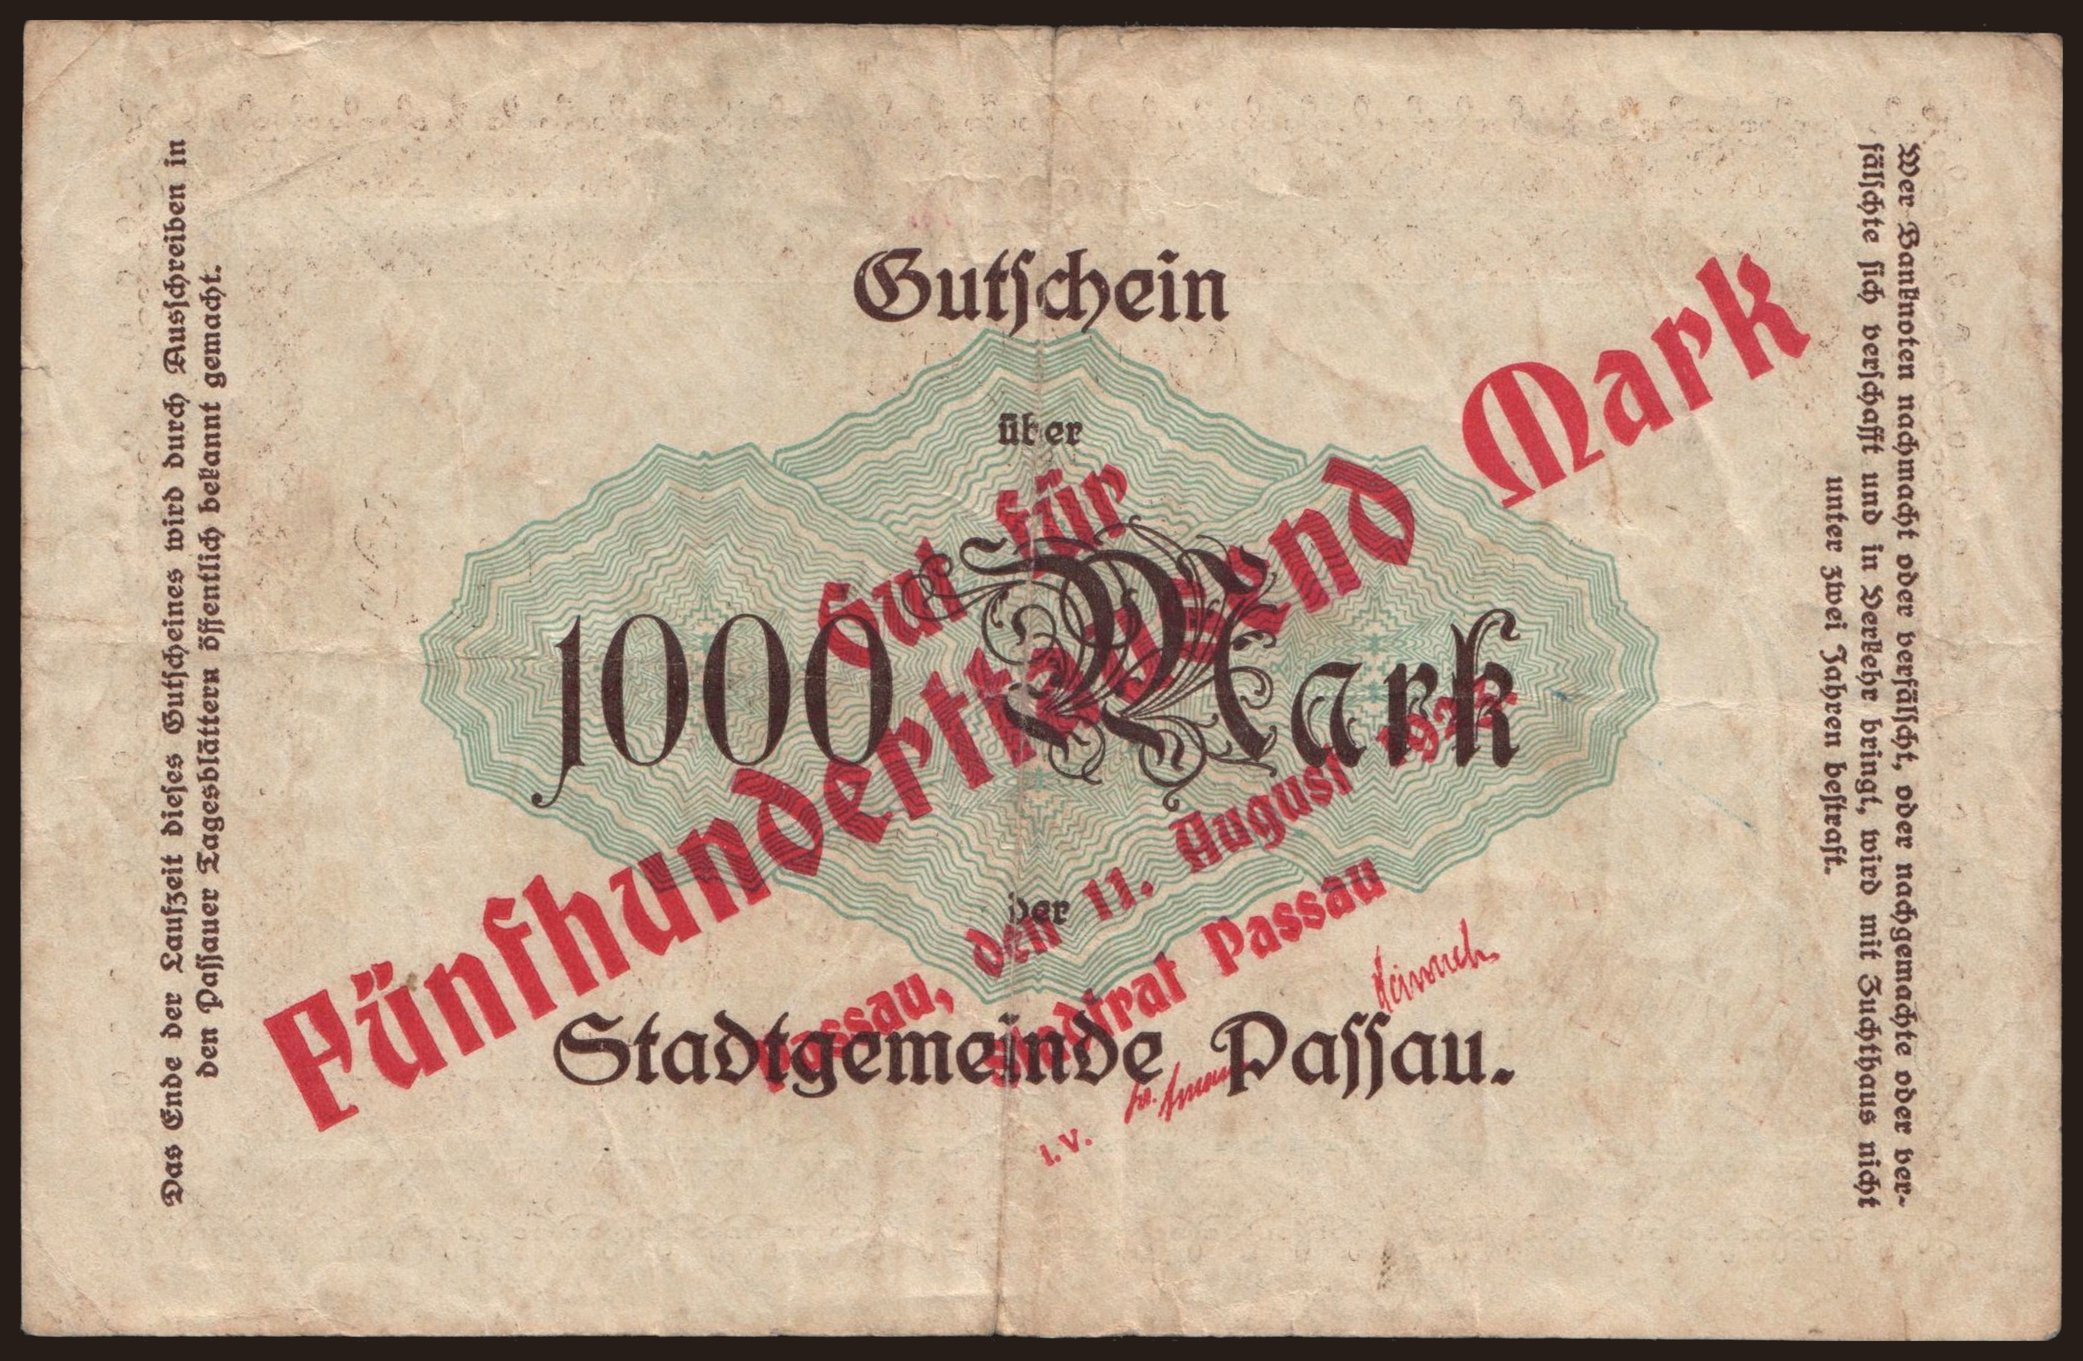 Das Ende der Laufzeit dieses Gutscheines wird durch Ausschreiben in
den Passauer Tagesblättern öffentlich bekannt gemacht.
Gutschein
über
1000 Mark
der
Stadtgemeinde Passau.
Gut für
Fünfhunderttausend Mark
Passau, den 11. August 1923.
Stadtrat Passau
I. V.
Wer Banknoten nachmacht oder verfälscht, oder nachgemachte oder ver-
fälschte sich verschafft und in Verkehr bringt, wird mit Zuchthaus nicht
unter zwei Jahren bestraft.